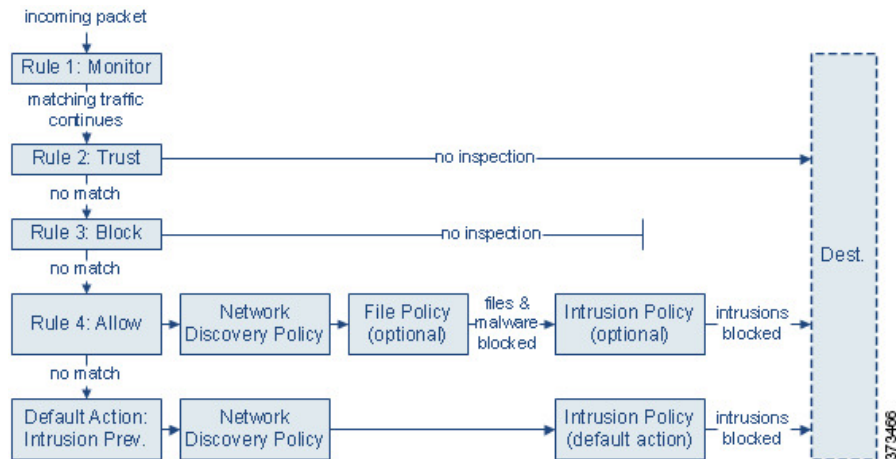 incoming packet
Rule 1: Monitor
matching traffic
continues
Rule 2: Trust
no inspection
no match
Rule 3: Block
no inspection
no match
Dest.
Rule 4: Allow
Network
Discovery Policy
File Policy
(optional)
files &
malware
blocked
Intrusion Policy
(optional)
intrusions
blocked
no match
Default Action:
Intrusion Prev.
Network
Discovery Policy
Intrusion Policy
(default action)
intrusions
blocked
373466